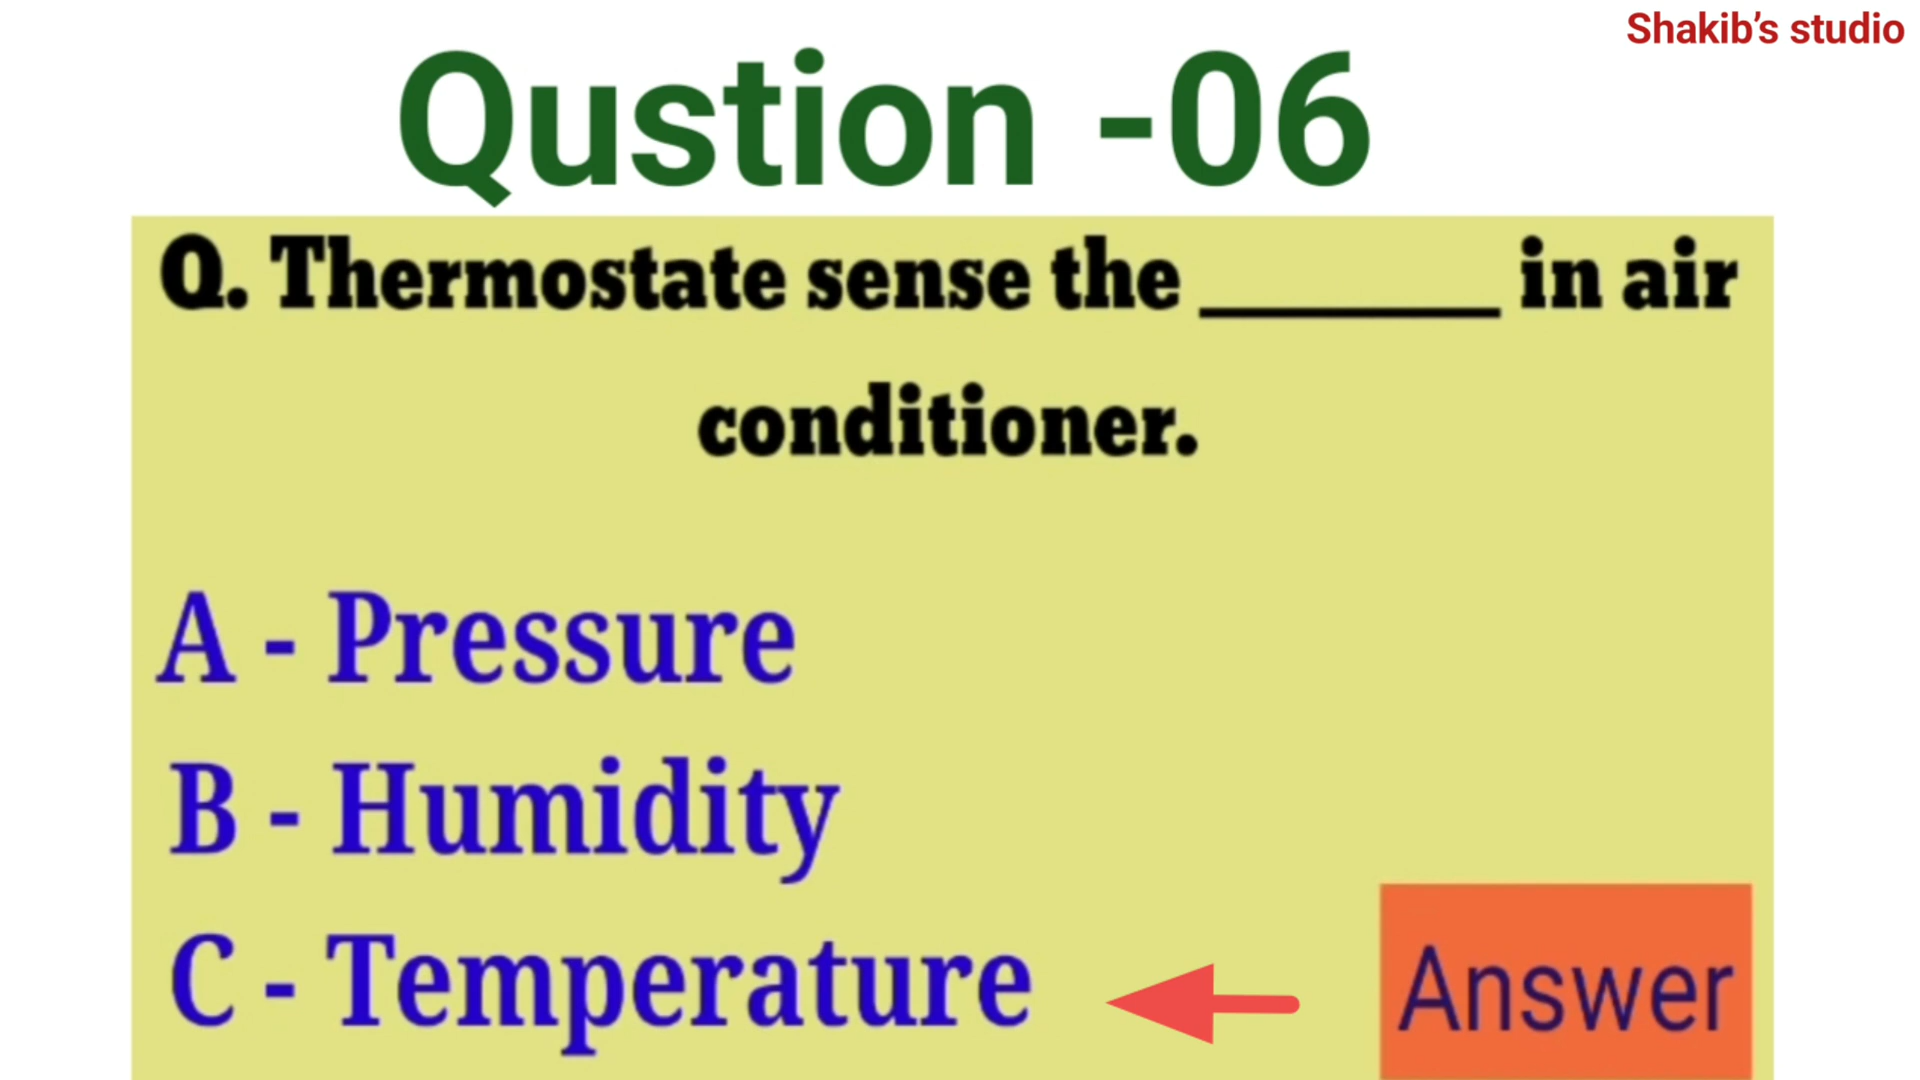 Shakib’s studio
Qustion -06
Q. Thermostate sense the ________ in air
conditioner.
A - Pressure
B - Humidity
C - Temperature
Answer